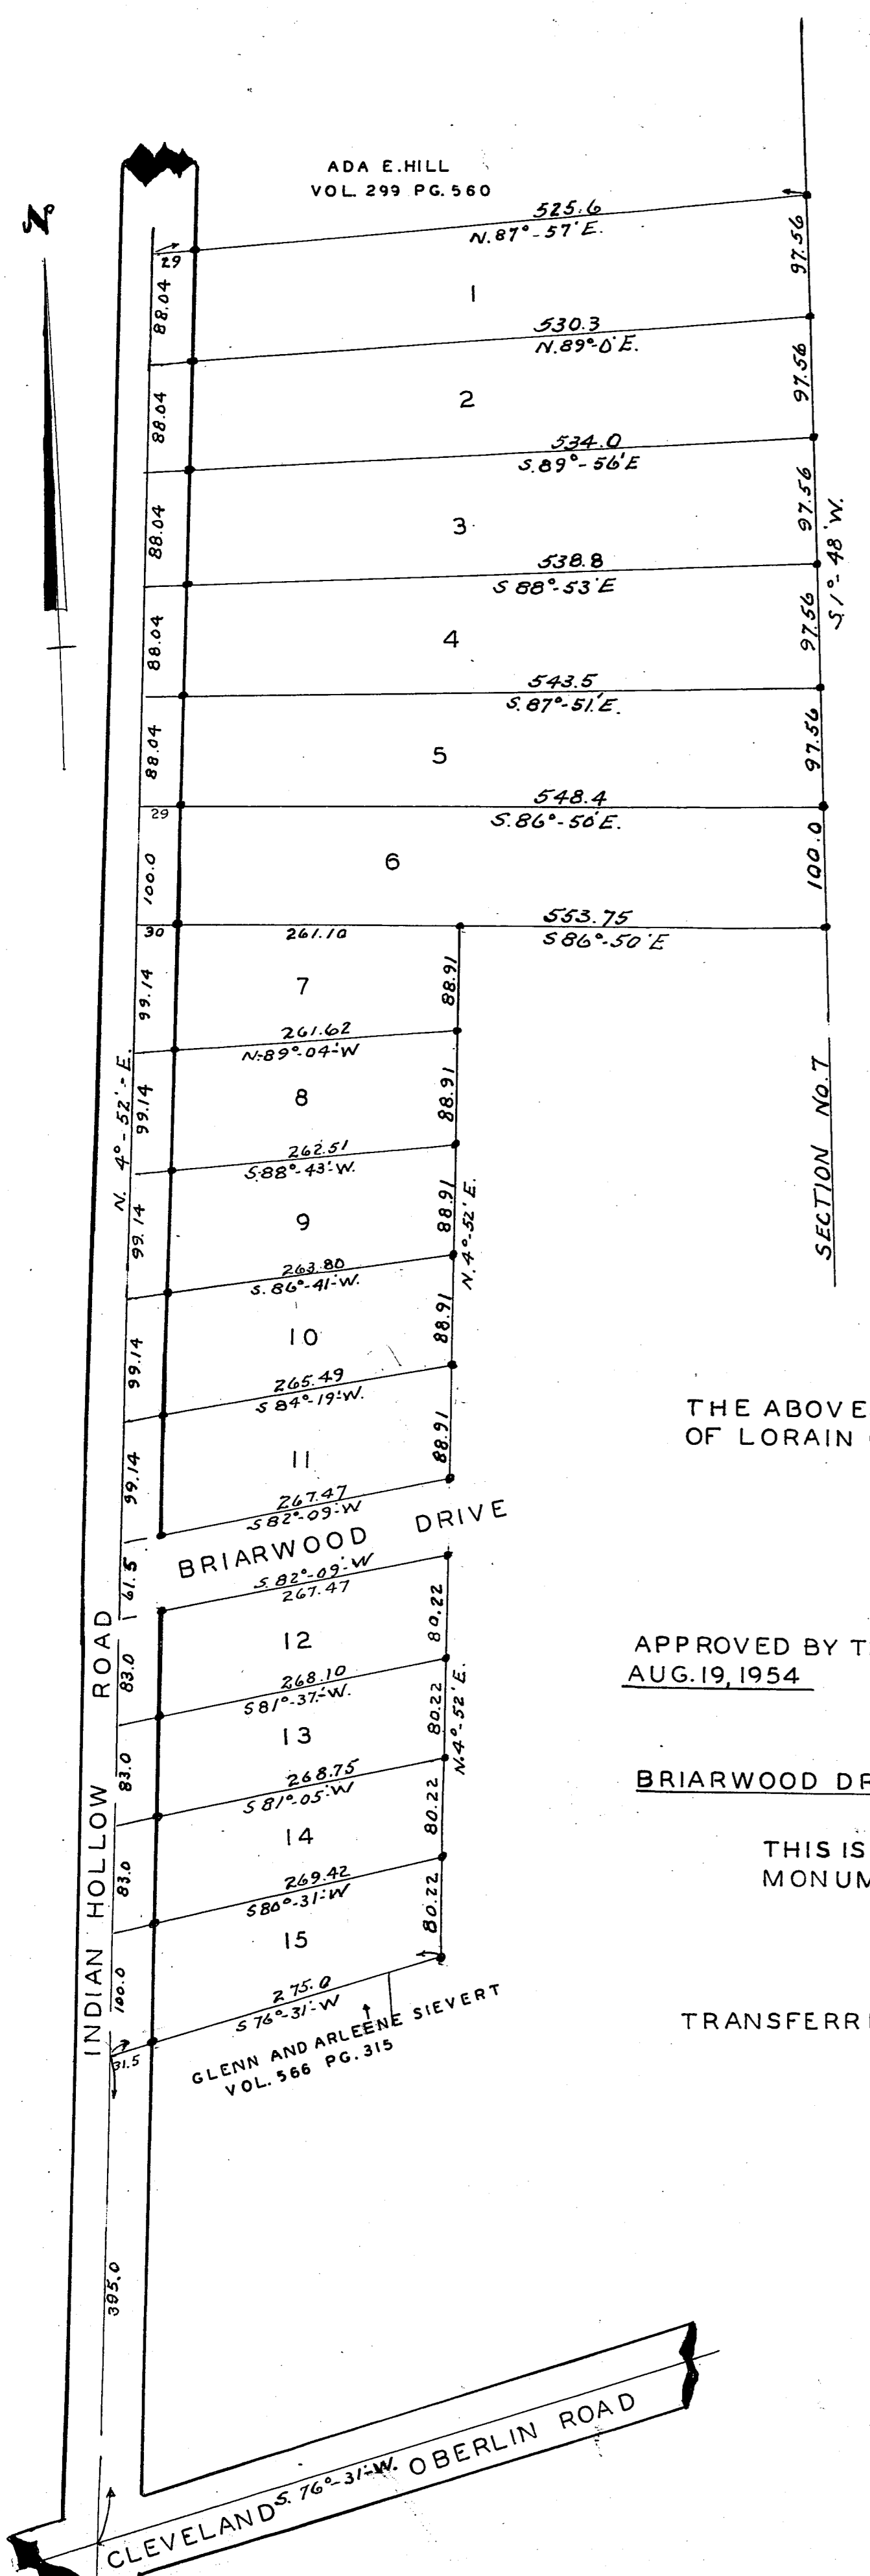 N
ADA E. HILL
VOL. 299 PG. 560
525.6
N. 87°-57' E.
29
88.04
1
97.56
530.3
N. 89°-0' E.
88.04
2
97.56
534.0
S. 89°-56' E
88.04
3
97.56
538.8
S 88°-53' E
S. 1°-48' W.
88.04
4
97.56
543.5
S. 87°-51' E.
88.04
5
97.56
548.4
S. 86°-50' E.
29
100.0
6
100.0
553.75
S 86°-50' E
30
261.10
99.14
7
88.91
261.62
N-89°-04'-W
N. 4°-52'-E.
99.14
8
88.91
SECTION NO. 7
262.51
S-88°-43'-W.
99.14
9
88.91
N. 4°-52' E.
263.80
S. 86°-41'-W.
99.14
10
88.91
265.49
S 84°-19'-W.
99.14
11
88.91
267.47
S 82°-09'-W
BRIARWOOD DRIVE
61.5
S. 82°-09'-W
267.47
83.0
12
80.22
268.10
S 81°-37'-W.
83.0
13
80.22
N. 4°-52' E.
268.75
S 81°-05'-W
83.0
14
80.22
269.42
S 80°-31'-W
100.0
15
80.22
275.0
S 76°-31'-W
31.5
GLENN AND ARLEENE SIEVERT
VOL. 566 PG. 315
INDIAN HOLLOW ROAD
395.0
CLEVELAND OBERLIN ROAD
S. 76°-31'-W.
THE ABOVE
OF LORAIN
APPROVED BY T
AUG. 19, 1954
BRIARWOOD DR
THIS IS
MONUM
TRANSFERR